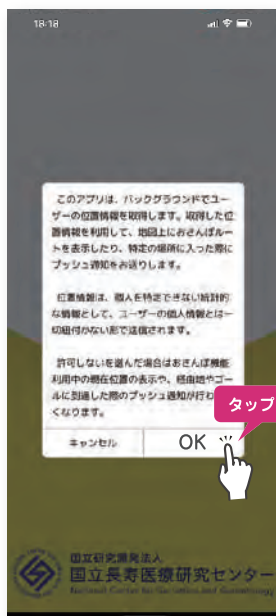 18:18
このアプリは、バックグラウンドでユー
ザーの位置情報を取得します。取得した位
置情報を利用して、地図上におさんぽルー
トを表示したり、特定の場所に入った際に
プッシュ通知をお送りします。
位置情報は、個人を特定できない統計的
な情報として、ユーザーの個人情報とは一
切紐付かない形で送信されます。
許可しないを選んだ場合はおさんぽ機能
利用中の現在位置の表示や、経由地やゴー
ルに到達した際のプッシュ通知が行わ
くなります。
タップ
キャンセル
OK
国立研究開発法人
国立長寿医療研究センター
National Center for Geriatrics and Gerontology